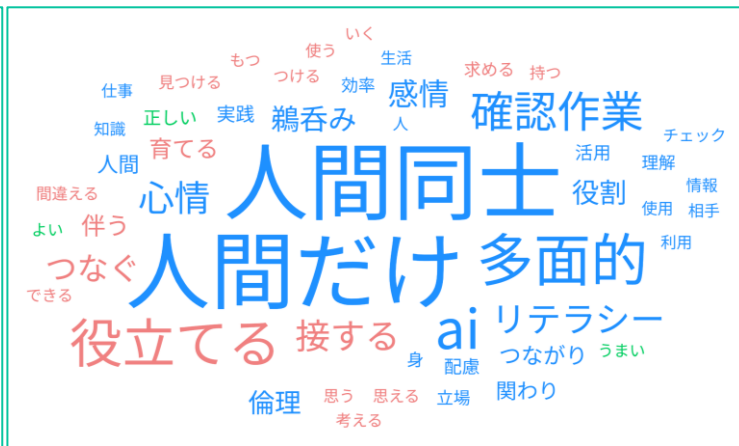 いく
もつ 使う 生活
仕事 見つける つける 効率 感情 求める 持つ
知識 正しい 実践 鵜呑み 人 確認作業 チェック
人間 育てる 人間同士 活用 理解
間違える 心情 役割 情報
よい 伴う 使用 相手
つなぐ 人間だけ 多面的 利用
できる
役立てる 接する ai リテラシー
身 配慮 つながり うまい
倫理 思う 思える 立場 関わり
考える